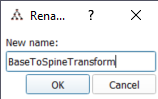 Rena... ? X
New name:
BaseToSpineTransform
OK Cancel